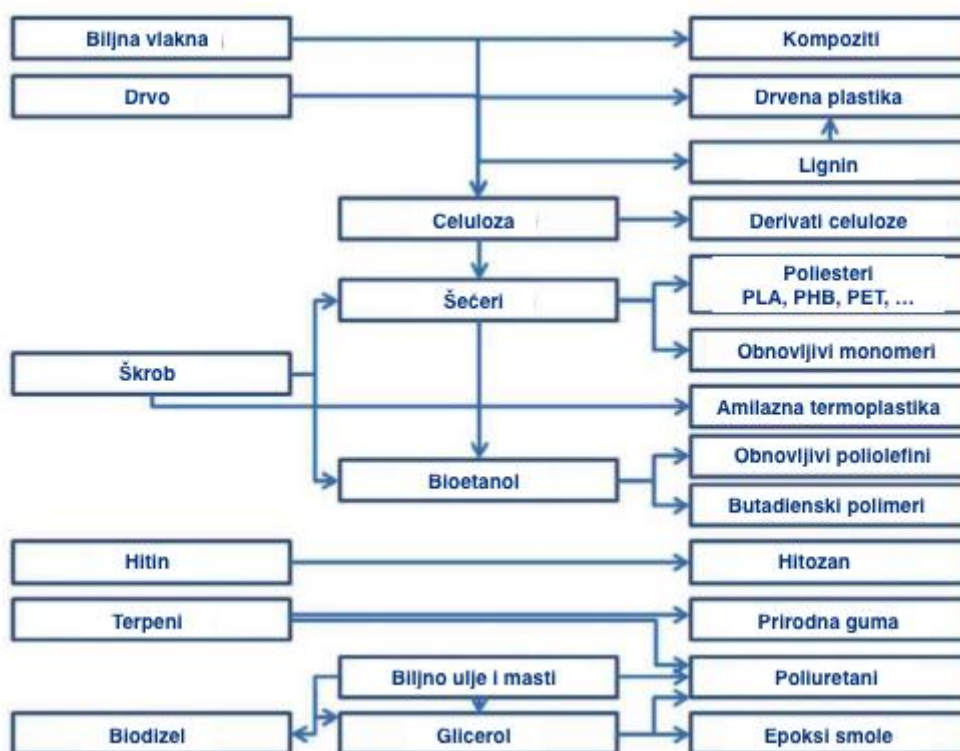 Biljna vlakna
Kompoziti
Drvo
Drvena plastika
Lignin
Celuloza
Derivati celuloze
Šećeri
Poliesteri
PLA, PHB, PET, ...
Obnovljivi monomeri
Škrob
Amilazna termoplastika
Obnovljivi poliolefini
Bioetanol
Butadienski polimeri
Hitin
Hitozan
Terpeni
Prirodna guma
Biljno ulje i masti
Poliuretani
Biodizel
Glicerol
Epoksi smole